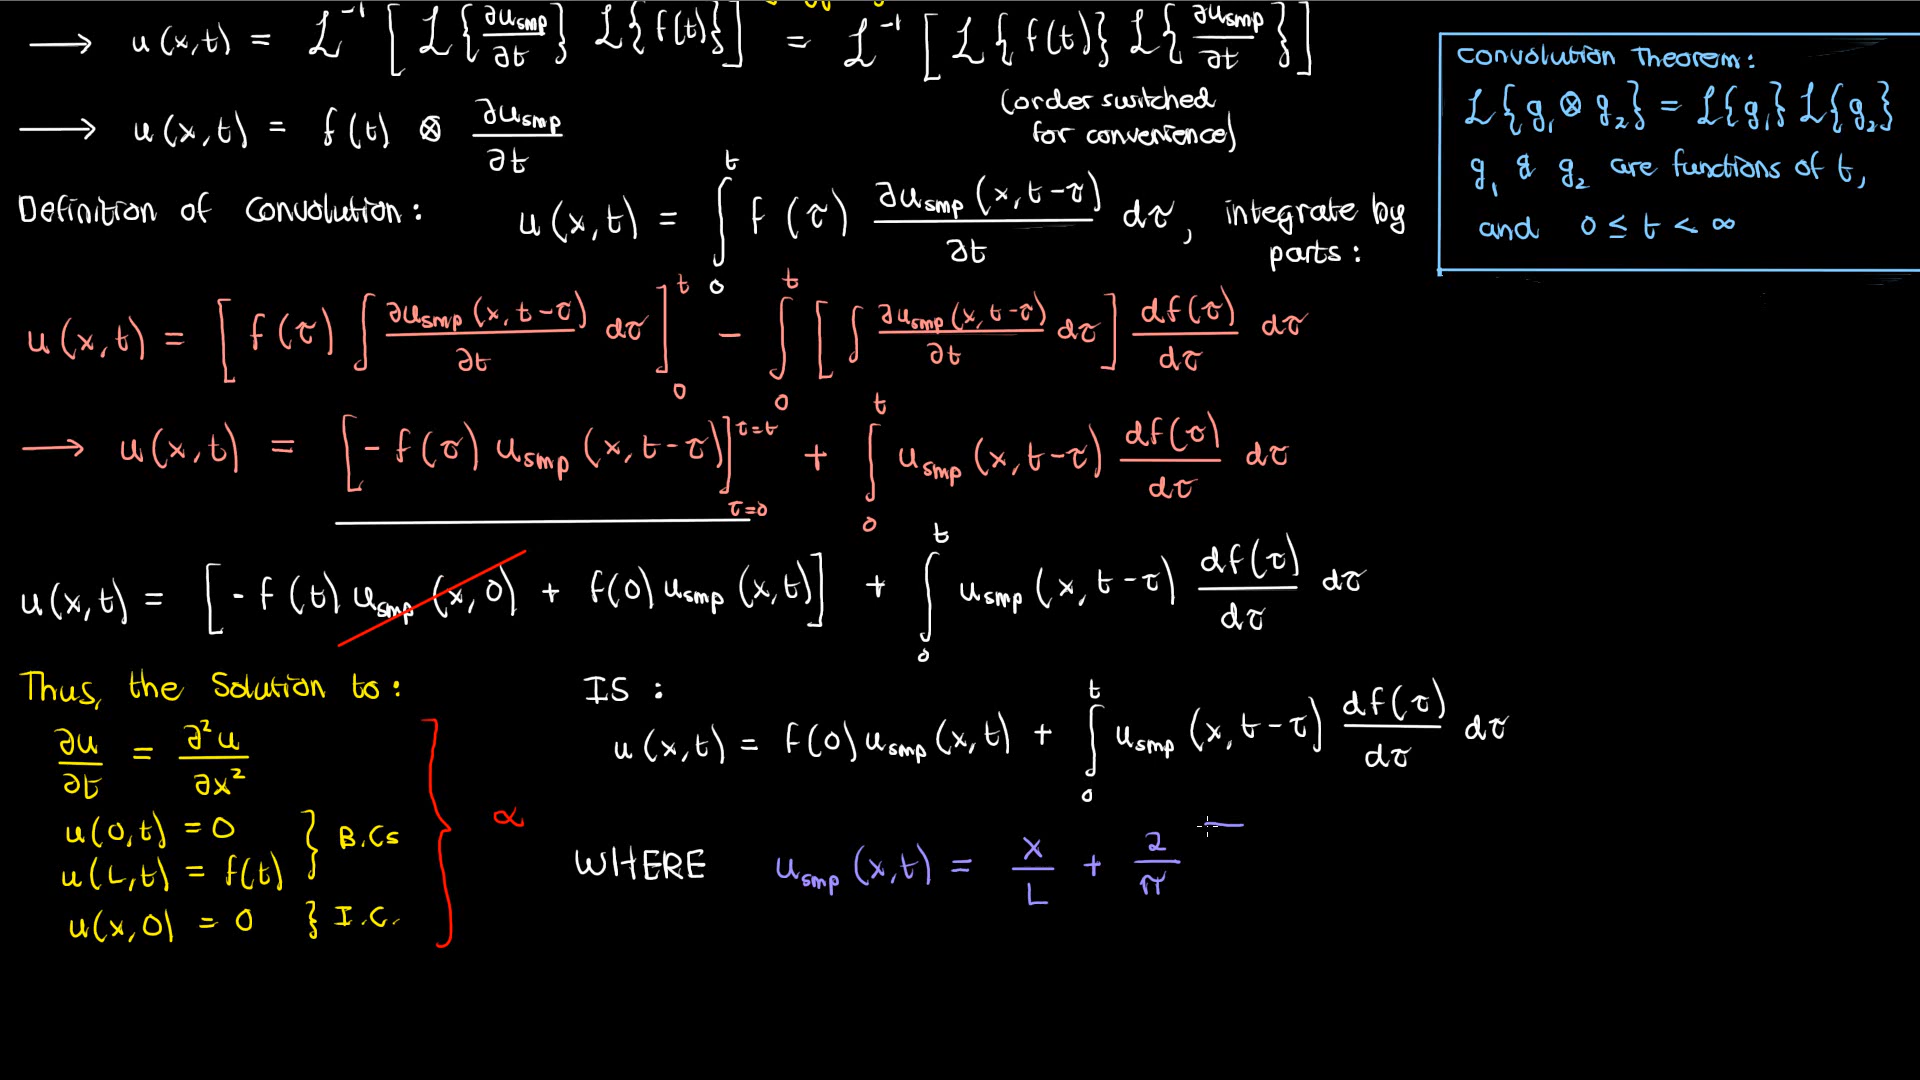 → u(x,t) = ℒ⁻¹[ℒ{∂u_smp/∂t} ℒ{f(t)}] = ℒ⁻¹[ℒ{f(t)} ℒ{∂u_smp/∂t}]
(order switched
for convenience)
→ u(x,t) = f(t) ⊗ ∂u_smp/∂t
Convolution Theorem:
ℒ{g₁ ⊗ g₂} = ℒ{g₁} ℒ{g₂}
g₁ & g₂ are functions of t,
and 0 ≤ t < ∞
Definition of Convolution: u(x,t) = ∫₀ᵗ f(τ) ∂u_smp(x,t-τ)/∂t dτ, integrate by
parts:
u(x,t) = [f(τ) ∫ ∂u_smp(x,t-τ)/∂t dτ]₀ᵗ - ∫₀ᵗ [∫ ∂u_smp(x,t-τ)/∂t dτ] df(τ)/dτ dτ
→ u(x,t) = [-f(τ) u_smp(x,t-τ)]_{τ=0}^{τ=t} + ∫₀ᵗ u_smp(x,t-τ) df(τ)/dτ dτ
u(x,t) = [-f(t) u_smp(x,0) + f(0) u_smp(x,t)] + ∫₀ᵗ u_smp(x,t-τ) df(τ)/dτ dτ
Thus, the Solution to:
∂u/∂t = ∂²u/∂x²
u(0,t) = 0
u(L,t) = f(t) } B.Cs
u(x,0) = 0 } I.C.
α
IS:
u(x,t) = f(0) u_smp(x,t) + ∫₀ᵗ u_smp(x,t-τ) df(τ)/dτ dτ
WHERE u_smp(x,t) = x/L + 2/π